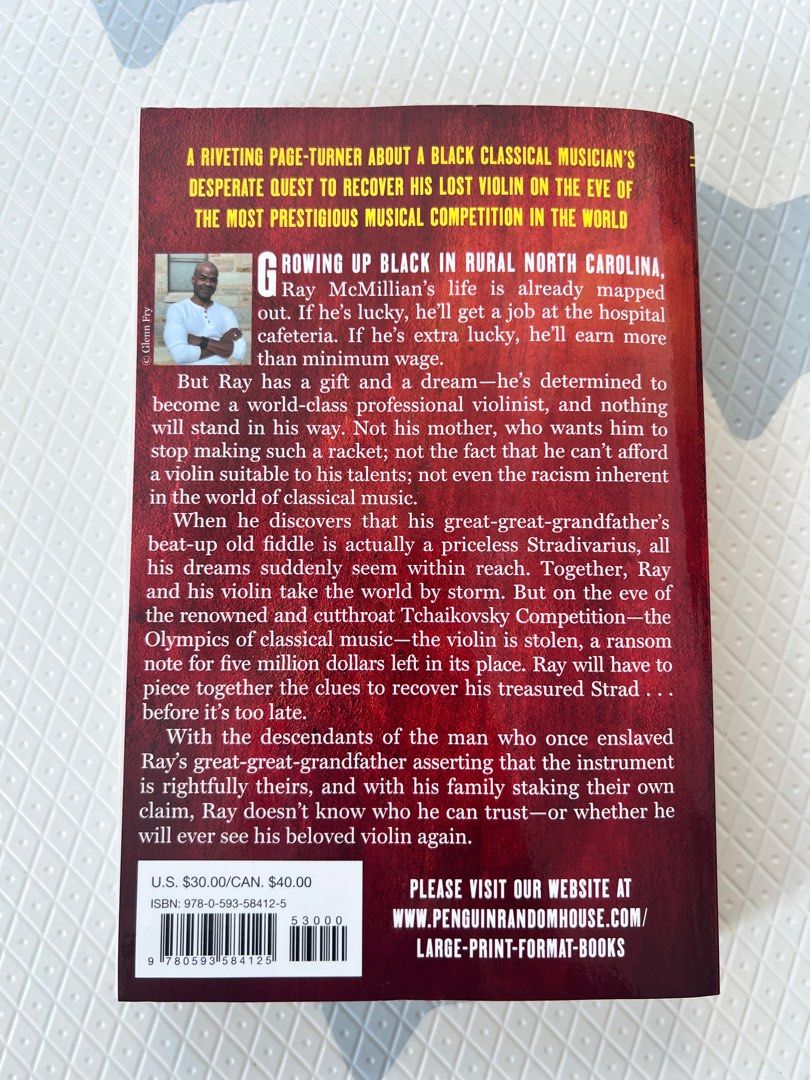 A RIVETING PAGE-TURNER ABOUT A BLACK CLASSICAL MUSICIAN'S
DESPERATE QUEST TO RECOVER HIS LOST VIOLIN ON THE EVE OF
THE MOST PRESTIGIOUS MUSICAL COMPETITION IN THE WORLD
© Glenn Fry
GROWING UP BLACK IN RURAL NORTH CAROLINA,
Ray McMillian's life is already mapped
out. If he's lucky, he'll get a job at the hospital
cafeteria. If he's extra lucky, he'll earn more
than minimum wage.
But Ray has a gift and a dream—he's determined to
become a world-class professional violinist, and nothing
will stand in his way. Not his mother, who wants him to
stop making such a racket; not the fact that he can't afford
a violin suitable to his talents; not even the racism inherent
in the world of classical music.
When he discovers that his great-great-grandfather's
beat-up old fiddle is actually a priceless Stradivarius, all
his dreams suddenly seem within reach. Together, Ray
and his violin take the world by storm. But on the eve of
the renowned and cutthroat Tchaikovsky Competition—the
Olympics of classical music—the violin is stolen, a ransom
note for five million dollars left in its place. Ray will have to
piece together the clues to recover his treasured Strad . . .
before it's too late.
With the descendants of the man who once enslaved
Ray's great-great-grandfather asserting that the instrument
is rightfully theirs, and with his family staking their own
claim, Ray doesn't know who he can trust—or whether he
will ever see his beloved violin again.
U.S. $30.00/CAN. $40.00
ISBN: 978-0-593-58412-5
53000
9 780593 584125
PLEASE VISIT OUR WEBSITE AT
WWW.PENGUINRANDOMHOUSE.COM/
LARGE-PRINT-FORMAT-BOOKS